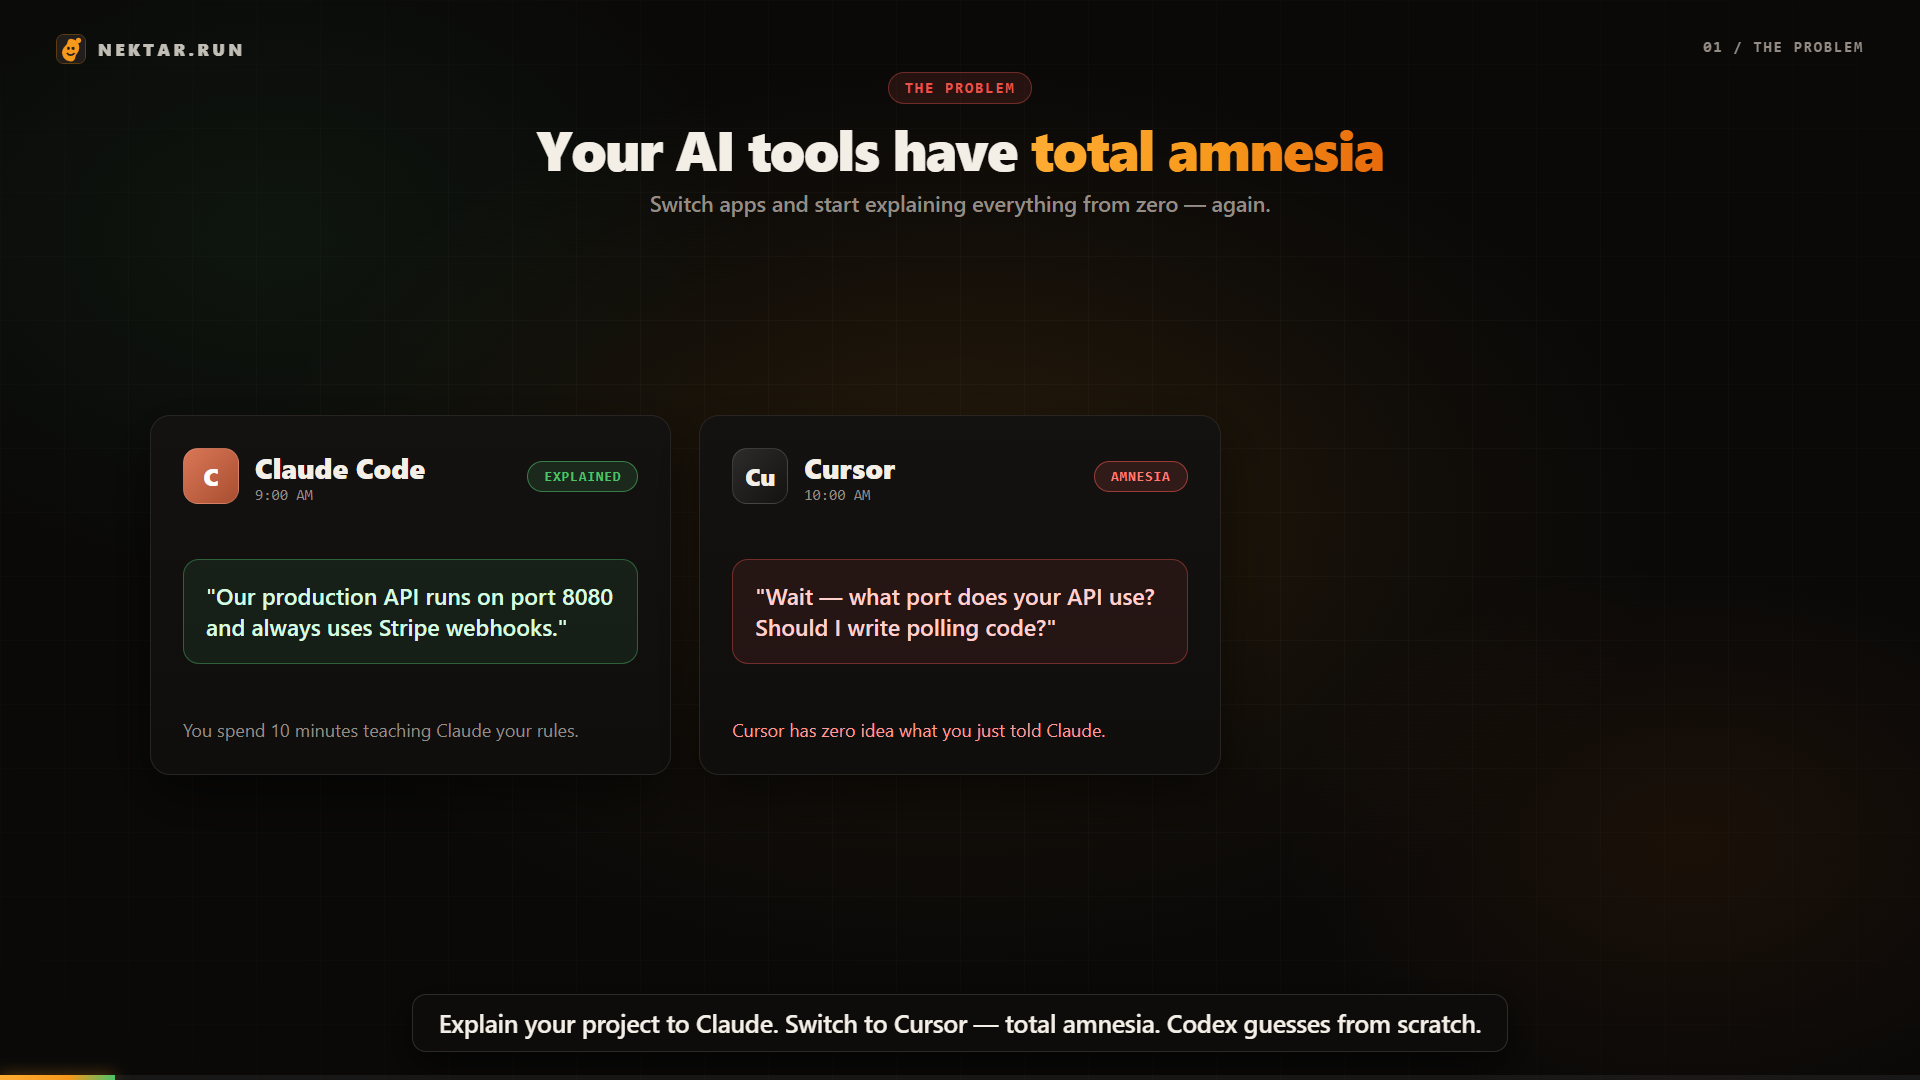 NEKTAR.RUN
01 / THE PROBLEM
THE PROBLEM
Your AI tools have total amnesia
Switch apps and start explaining everything from zero — again.
C
Claude Code
9:00 AM
EXPLAINED
"Our production API runs on port 8080
and always uses Stripe webhooks."
You spend 10 minutes teaching Claude your rules.
Cu
Cursor
10:00 AM
AMNESIA
"Wait — what port does your API use?
Should I write polling code?"
Cursor has zero idea what you just told Claude.
Explain your project to Claude. Switch to Cursor — total amnesia. Codex guesses from scratch.